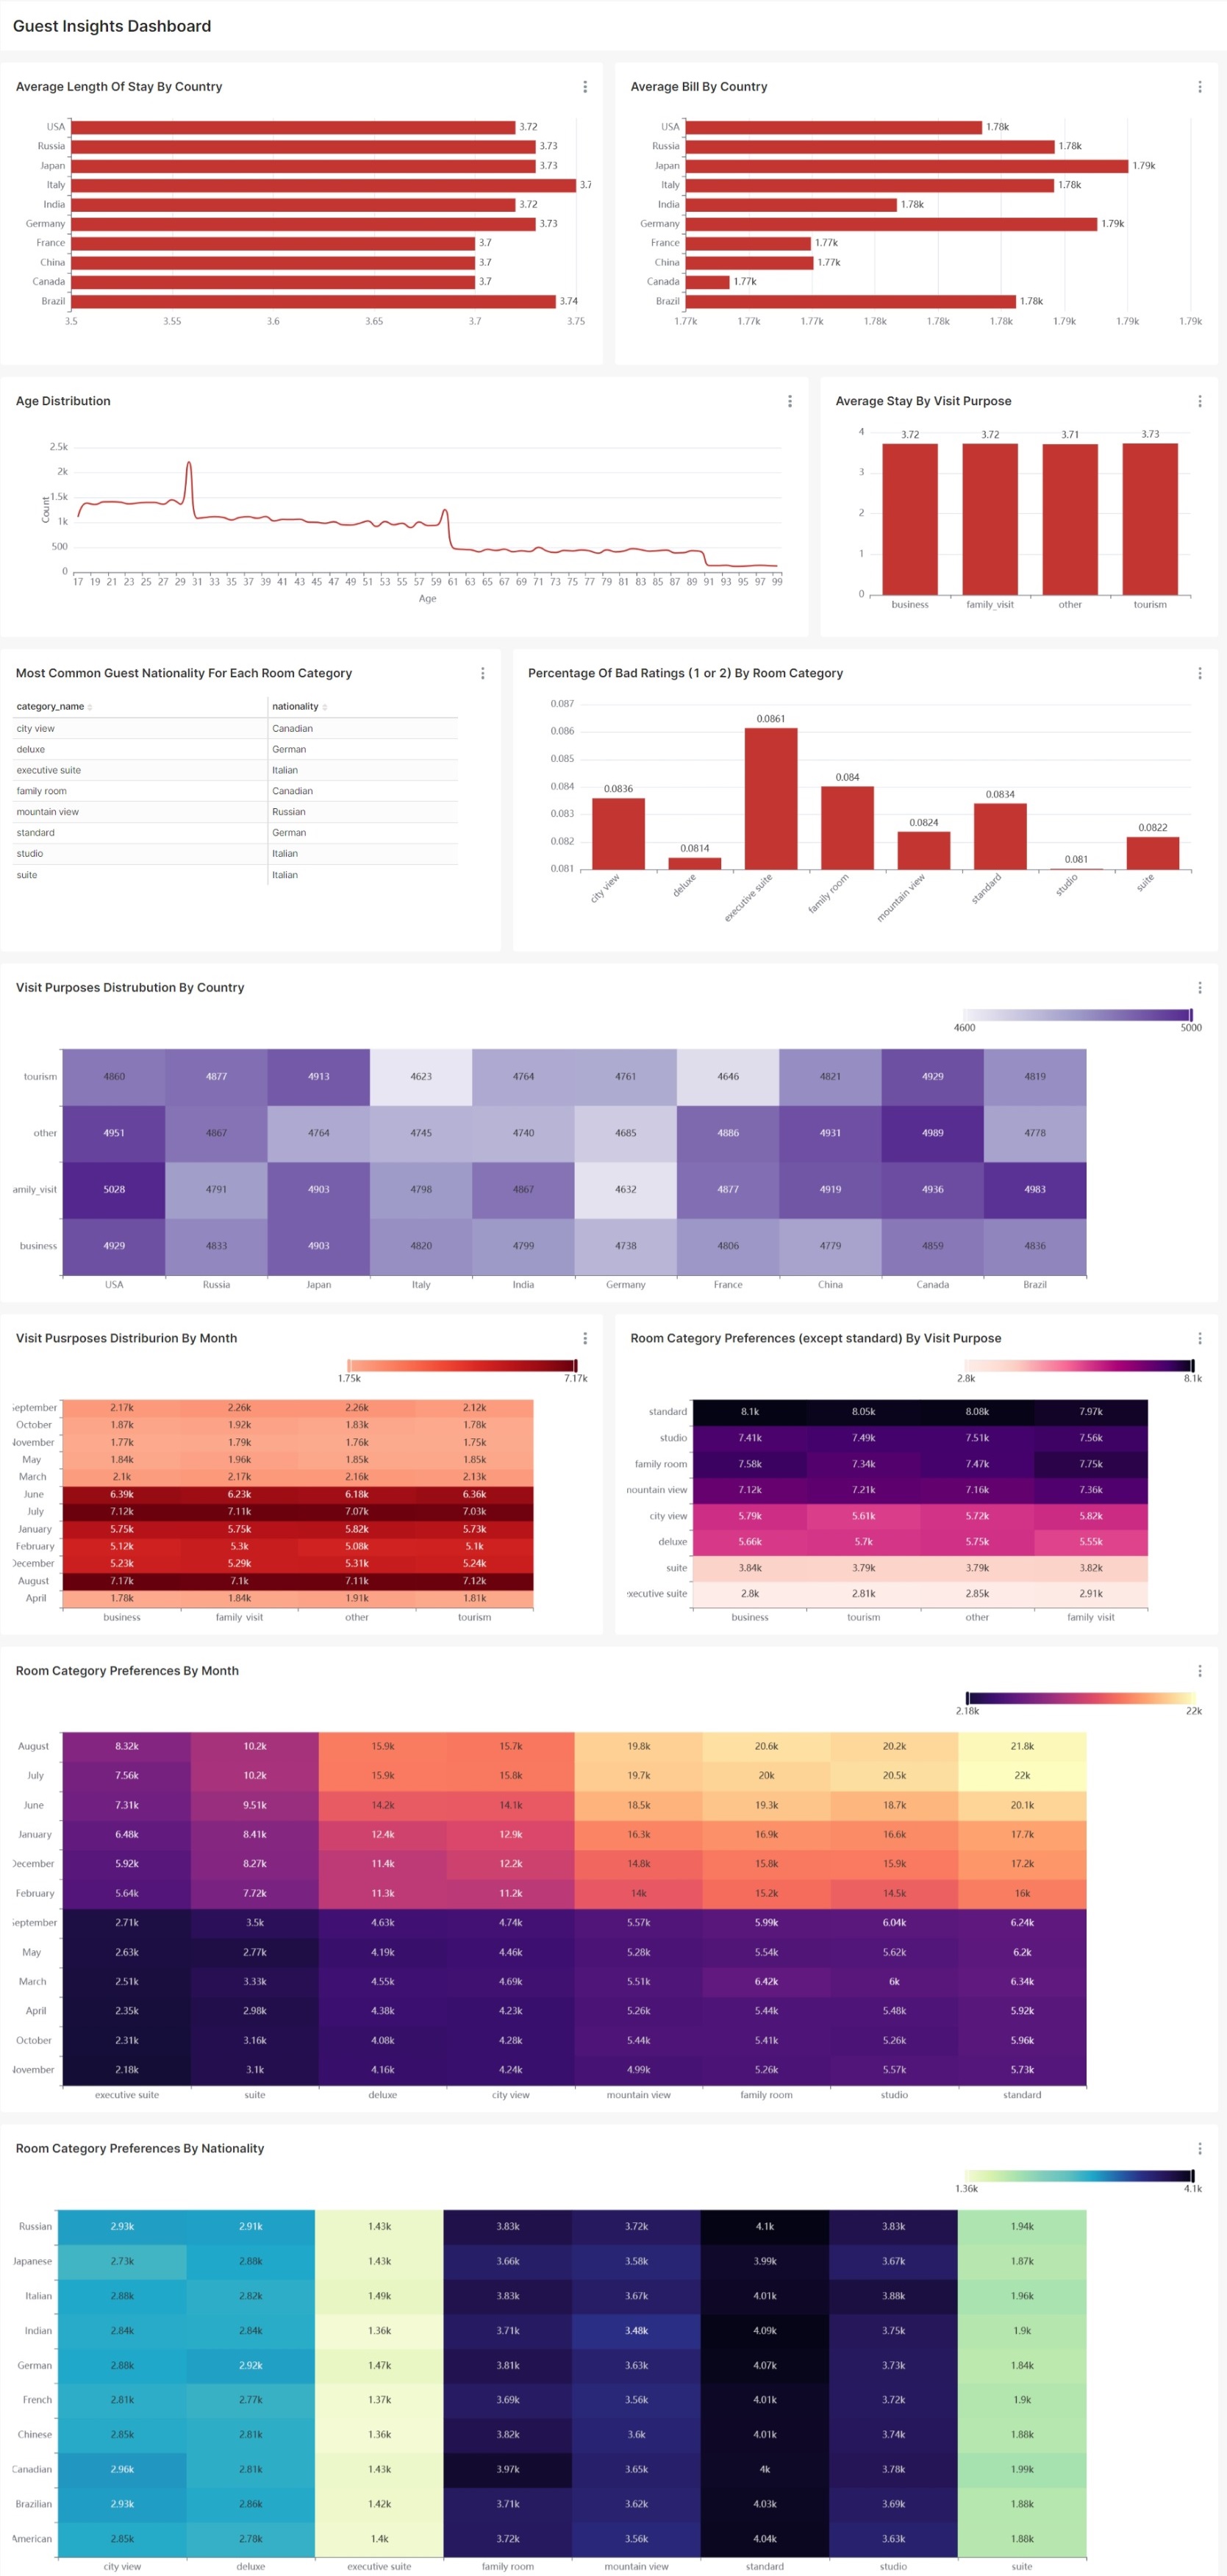 Guest Insights Dashboard
Average Length Of Stay By Country
USA 3.72
Russia 3.73
Japan 3.73
Italy 3.7
India 3.72
Germany 3.73
France 3.7
China 3.7
Canada 3.7
Brazil 3.74
3.5 3.55 3.6 3.65 3.7 3.75
Average Bill By Country
USA 1.78k
Russia 1.78k
Japan 1.79k
Italy 1.78k
India 1.78k
Germany 1.79k
France 1.77k
China 1.77k
Canada 1.77k
Brazil 1.78k
1.77k 1.77k 1.77k 1.78k 1.78k 1.78k 1.79k 1.79k 1.79k
Age Distribution
Count
2.5k
2k
1.5k
1k
500
0
17 19 21 23 25 27 29 31 33 35 37 39 41 43 45 47 49 51 53 55 57 59 61 63 65 67 69 71 73 75 77 79 81 83 85 87 89 91 93 95 97 99
Age
Average Stay By Visit Purpose
4
3
2
1
0
3.72 3.72 3.71 3.73
business family_visit other tourism
Most Common Guest Nationality For Each Room Category
category_name nationality
city view Canadian
deluxe German
executive suite Italian
family room Canadian
mountain view Russian
standard German
studio Italian
suite Italian
Percentage Of Bad Ratings (1 or 2) By Room Category
0.087
0.086
0.085
0.084
0.083
0.082
0.081
0.0836 0.0814 0.0861 0.084 0.0824 0.0834 0.081 0.0822
city view deluxe executive suite family room mountain view standard studio suite
Visit Purposes Distrubution By Country
4600 5000
tourism 4860 4877 4913 4623 4764 4761 4646 4821 4929 4819
other 4951 4867 4764 4745 4740 4685 4886 4931 4989 4778
amily_visit 5028 4791 4903 4798 4867 4632 4877 4919 4936 4983
business 4929 4833 4903 4820 4799 4738 4806 4779 4859 4836
USA Russia Japan Italy India Germany France China Canada Brazil
Visit Pusrposes Distriburion By Month
1.75k 7.17k
eptember 2.17k 2.26k 2.26k 2.12k
October 1.87k 1.92k 1.83k 1.78k
lovember 1.77k 1.79k 1.76k 1.75k
May 1.84k 1.96k 1.85k 1.85k
March 2.1k 2.17k 2.16k 2.13k
June 6.39k 6.23k 6.18k 6.36k
July 7.12k 7.11k 7.07k 7.03k
January 5.75k 5.75k 5.82k 5.73k
February 5.12k 5.3k 5.08k 5.1k
December 5.23k 5.29k 5.31k 5.24k
August 7.17k 7.1k 7.11k 7.12k
April 1.78k 1.84k 1.91k 1.81k
business family visit other tourism
Room Category Preferences (except standard) By Visit Purpose
2.8k 8.1k
standard 8.1k 8.05k 8.08k 7.97k
studio 7.41k 7.49k 7.51k 7.56k
family room 7.58k 7.34k 7.47k 7.75k
mountain view 7.12k 7.21k 7.16k 7.36k
city view 5.79k 5.61k 5.72k 5.82k
deluxe 5.66k 5.7k 5.75k 5.55k
suite 3.84k 3.79k 3.79k 3.82k
executive suite 2.8k 2.81k 2.85k 2.91k
business tourism other family visit
Room Category Preferences By Month
2.18k 22k
August 8.32k 10.2k 15.9k 15.7k 19.8k 20.6k 20.2k 21.8k
July 7.56k 10.2k 15.9k 15.8k 19.7k 20k 20.5k 22k
June 7.31k 9.51k 14.2k 14.1k 18.5k 19.3k 18.7k 20.1k
January 6.48k 8.41k 12.4k 12.9k 16.3k 16.9k 16.6k 17.7k
December 5.92k 8.27k 11.4k 12.2k 14.8k 15.8k 15.9k 17.2k
February 5.64k 7.72k 11.3k 11.2k 14k 15.2k 14.5k 16k
eptember 2.71k 3.5k 4.63k 4.74k 5.57k 5.99k 6.04k 6.24k
May 2.63k 2.77k 4.19k 4.46k 5.28k 5.54k 5.62k 6.2k
March 2.51k 3.33k 4.55k 4.69k 5.51k 6.42k 6k 6.34k
April 2.35k 2.98k 4.38k 4.23k 5.26k 5.44k 5.48k 5.92k
October 2.31k 3.16k 4.08k 4.28k 5.44k 5.41k 5.26k 5.96k
lovember 2.18k 3.1k 4.16k 4.24k 4.99k 5.26k 5.57k 5.73k
executive suite suite deluxe city view mountain view family room studio standard
Room Category Preferences By Nationality
1.36k 4.1k
Russian 2.93k 2.91k 1.43k 3.83k 3.72k 4.1k 3.83k 1.94k
Japanese 2.73k 2.88k 1.43k 3.66k 3.58k 3.99k 3.67k 1.87k
Italian 2.88k 2.82k 1.49k 3.83k 3.67k 4.01k 3.88k 1.96k
Indian 2.84k 2.84k 1.36k 3.71k 3.48k 4.09k 3.75k 1.9k
German 2.88k 2.92k 1.47k 3.81k 3.63k 4.07k 3.73k 1.84k
French 2.81k 2.77k 1.37k 3.69k 3.56k 4.01k 3.72k 1.9k
Chinese 2.85k 2.81k 1.36k 3.82k 3.6k 4.01k 3.74k 1.88k
Canadian 2.96k 2.81k 1.43k 3.97k 3.65k 4k 3.78k 1.99k
Brazilian 2.93k 2.86k 1.42k 3.71k 3.62k 4.03k 3.69k 1.88k
American 2.85k 2.78k 1.4k 3.72k 3.56k 4.04k 3.63k 1.88k
city view deluxe executive suite family room mountain view standard studio suite